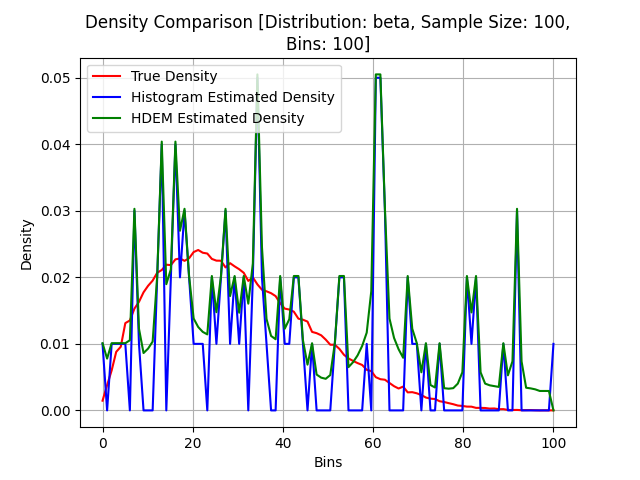 Density Comparison [Distribution: beta, Sample Size: 100,
Bins: 100]
True Density
Histogram Estimated Density
HDEM Estimated Density
Density
0.05
0.04
0.03
0.02
0.01
0.00
0 20 40 60 80 100
Bins